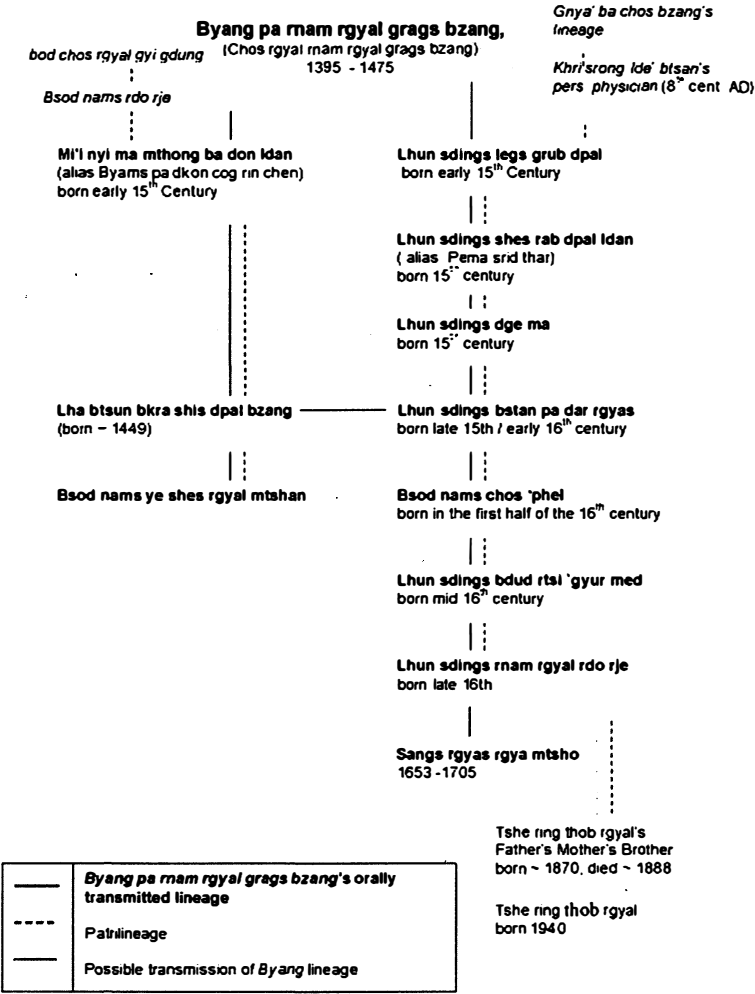 Byang pa rnam rgyal grags bzang,
(Chos rgyal rnam rgyal grags bzang)
1395 - 1475
Gnya' ba chos bzang's
lineage
Khri'srong lde' btsan's
pers physician (8th cent AD)
bod chos rgyal gyi gdung
Bsod nams rdo rje
Mi'i nyi ma mthong ba don ldan
(alias Byams pa dkon cog rin chen)
born early 15th Century
Lhun sdings legs grub dpal
born early 15th Century
Lhun sdings shes rab dpal ldan
( alias Pema srid thar)
born 15th century
Lhun sdings dge ma
born 15th century
Lha btsun bkra shis dpal bzang
(born – 1449)
Lhun sdings bstan pa dar rgyas
born late 15th / early 16th century
Bsod nams ye shes rgyal mtshan
Bsod nams chos 'phel
born in the first half of the 16th century
Lhun sdings bdud rtsi 'gyur med
born mid 16th century
Lhun sdings rnam rgyal rdo rje
born late 16th
Sangs rgyas rgya mtsho
1653 -1705
Tshe ring thob rgyal's
Father's Mother's Brother
born ~ 1870, died ~ 1888
Tshe ring thob rgyal
born 1940
Byang pa rnam rgyal grags bzang's orally
transmitted lineage
Patrilineage
Possible transmission of Byang lineage